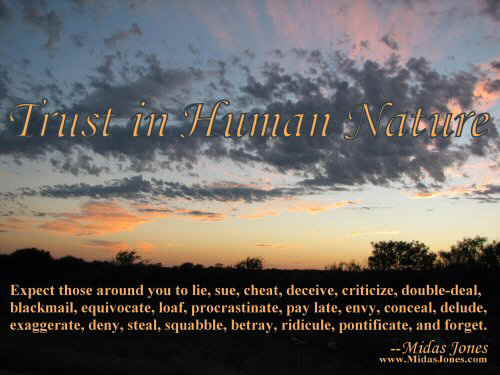 Trust in Human Nature
Expect those around you to lie, sue, cheat, deceive, criticize, double-deal,
blackmail, equivocate, loaf, procrastinate, pay late, envy, conceal, delude,
exaggerate, deny, steal, squabble, betray, ridicule, pontificate, and forget.
--Midas Jones
www.MidasJones.com